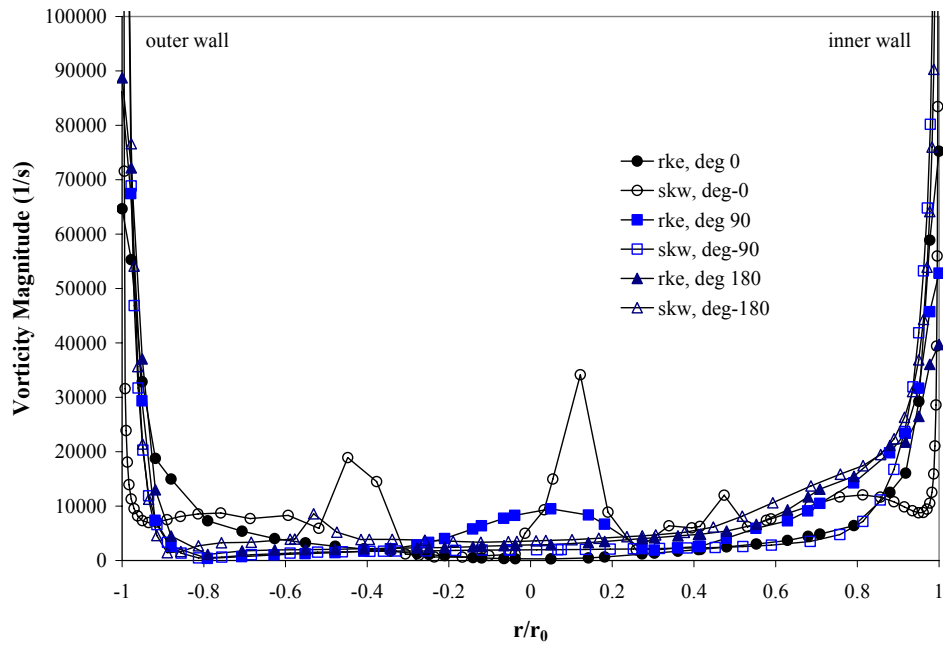 100000
90000
80000
70000
60000
50000
40000
30000
20000
10000
0
Vorticity Magnitude (1/s)
outer wall
inner wall
rke, deg 0
skw, deg-0
rke, deg 90
skw, deg-90
rke, deg 180
skw, deg-180
-1 -0.8 -0.6 -0.4 -0.2 0 0.2 0.4 0.6 0.8 1
r/r₀